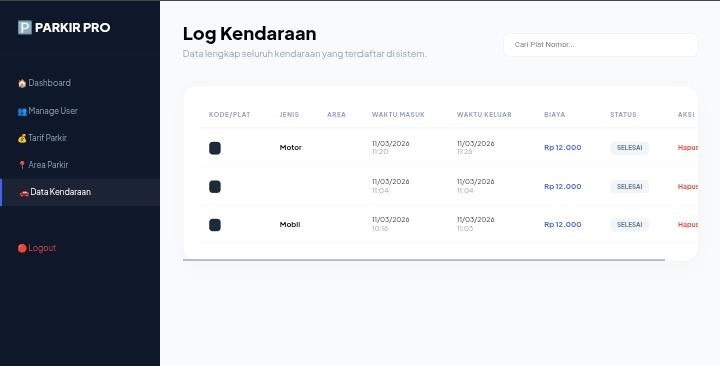 P PARKIR PRO
Dashboard
Manage User
Tarif Parkir
Area Parkir
Data Kendaraan
Logout
Log Kendaraan
Data lengkap seluruh kendaraan yang terdaftar di sistem.
Cari Plat Nomor...
KODE/PLAT JENIS AREA WAKTU MASUK WAKTU KELUAR BIAYA STATUS AKSI
Motor 11/03/2026 11:20 11/03/2026 11:26 Rp 12.000 SELESAI Hapus
11/03/2026 11:04 11/03/2026 11:04 Rp 12.000 SELESAI Hapus
Mobil 11/03/2026 10:16 11/03/2026 11:03 Rp 12.000 SELESAI Hapus